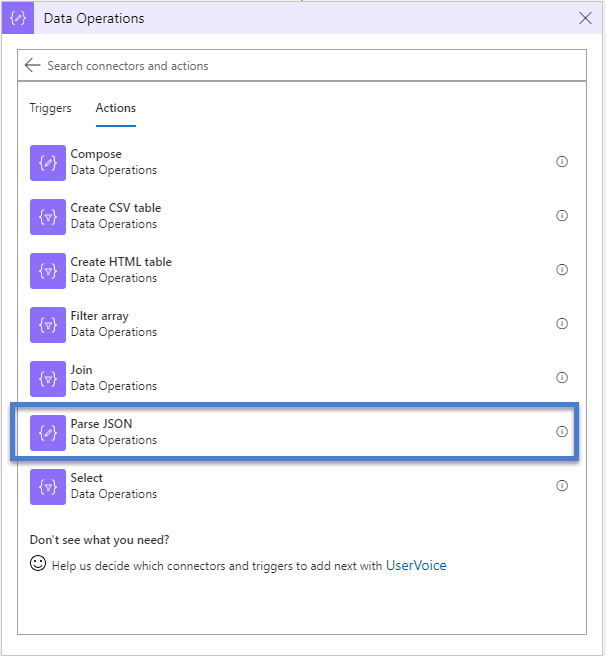 Data Operations
Search connectors and actions
Triggers
Actions
Compose
Data Operations
Create CSV table
Data Operations
Create HTML table
Data Operations
Filter array
Data Operations
Join
Data Operations
Parse JSON
Data Operations
Select
Data Operations
Don't see what you need?
Help us decide which connectors and triggers to add next with UserVoice